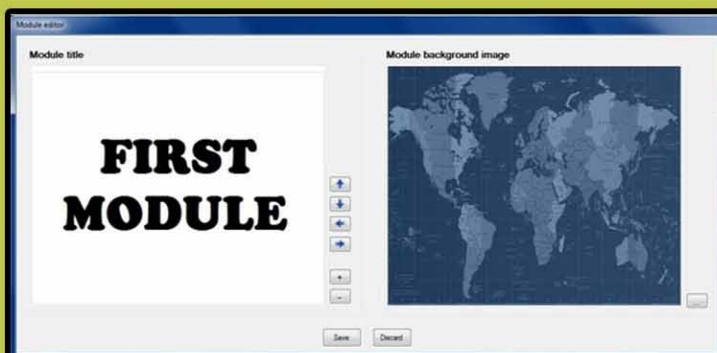 Module editor
Module title
Module background image
FIRST
MODULE
+
-
...
Save
Discard